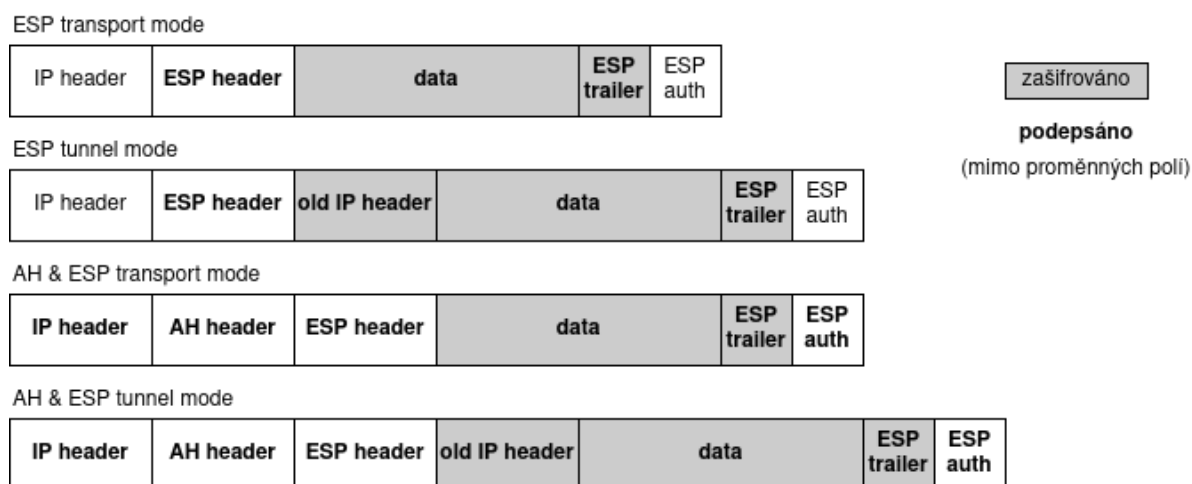 ESP transport mode
IP header ESP header data ESP trailer ESP auth
zašifrováno
podepsáno
(mimo proměnných polí)
ESP tunnel mode
IP header ESP header old IP header data ESP trailer ESP auth
AH & ESP transport mode
IP header AH header ESP header data ESP trailer ESP auth
AH & ESP tunnel mode
IP header AH header ESP header old IP header data ESP trailer ESP auth